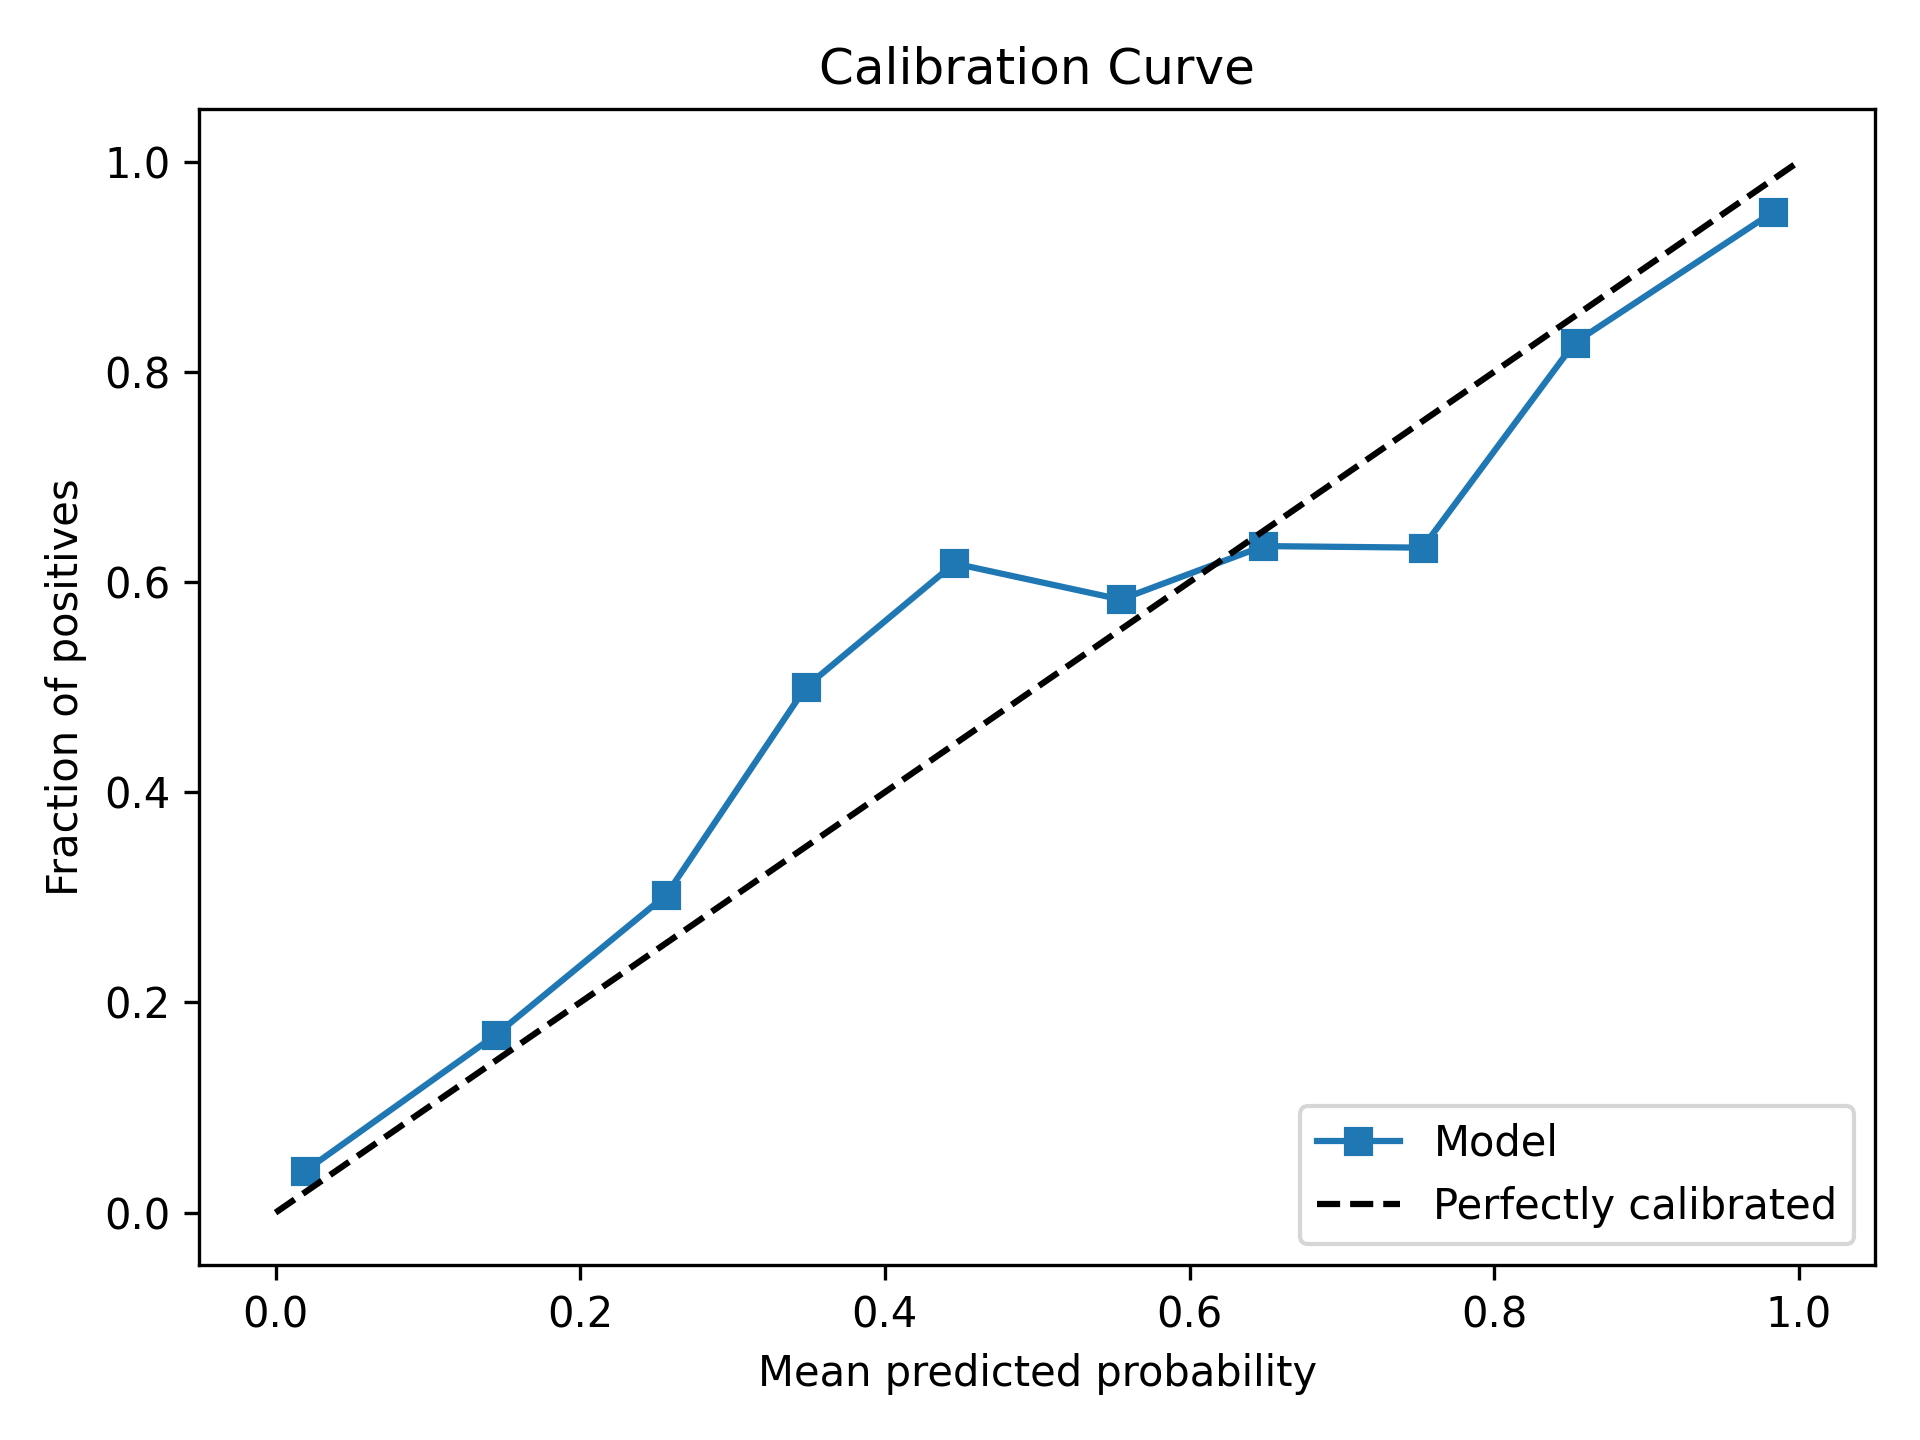 Calibration Curve
1.0
0.8
0.6
0.4
0.2
0.0
Fraction of positives
Model
Perfectly calibrated
0.0 0.2 0.4 0.6 0.8 1.0
Mean predicted probability